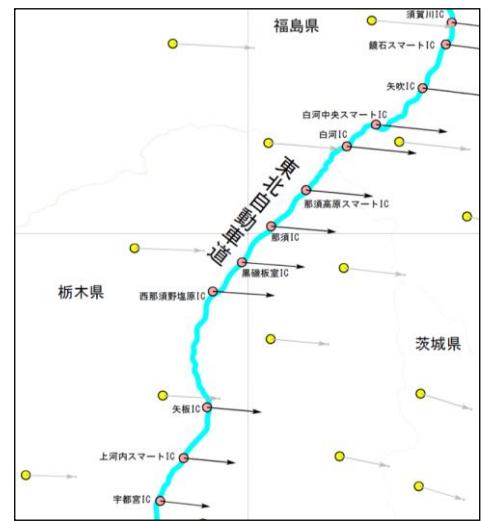 須賀川IC
福島県
鏡石スマートIC
矢吹IC
白河中央スマートIC
白河IC
東北自動車道
那須高原スマートIC
那須IC
黒磯板室IC
栃木県
西那須野塩原IC
茨城県
矢板IC
上河内スマートIC
宇都宮IC